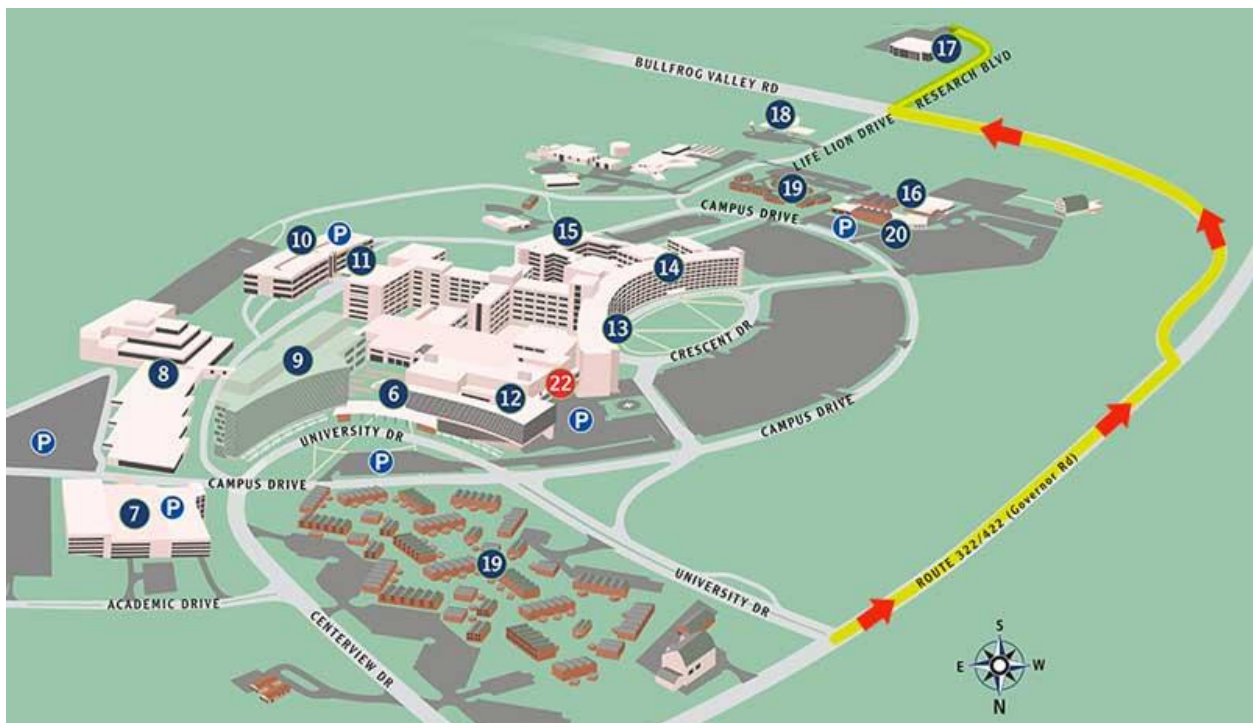 17
BULLFROG VALLEY RD
RESEARCH BLVD
18
LIFE LION DRIVE
19
16
CAMPUS DRIVE
P
20
10
P
15
11
14
13
CRESCENT DR
9
8
22
6
12
P
CAMPUS DRIVE
P
UNIVERSITY DR
P
CAMPUS DRIVE
7
P
ROUTE 322/422 (Governor Rd)
19
UNIVERSITY DR
ACADEMIC DRIVE
CENTERVIEW DR
S
E
W
N